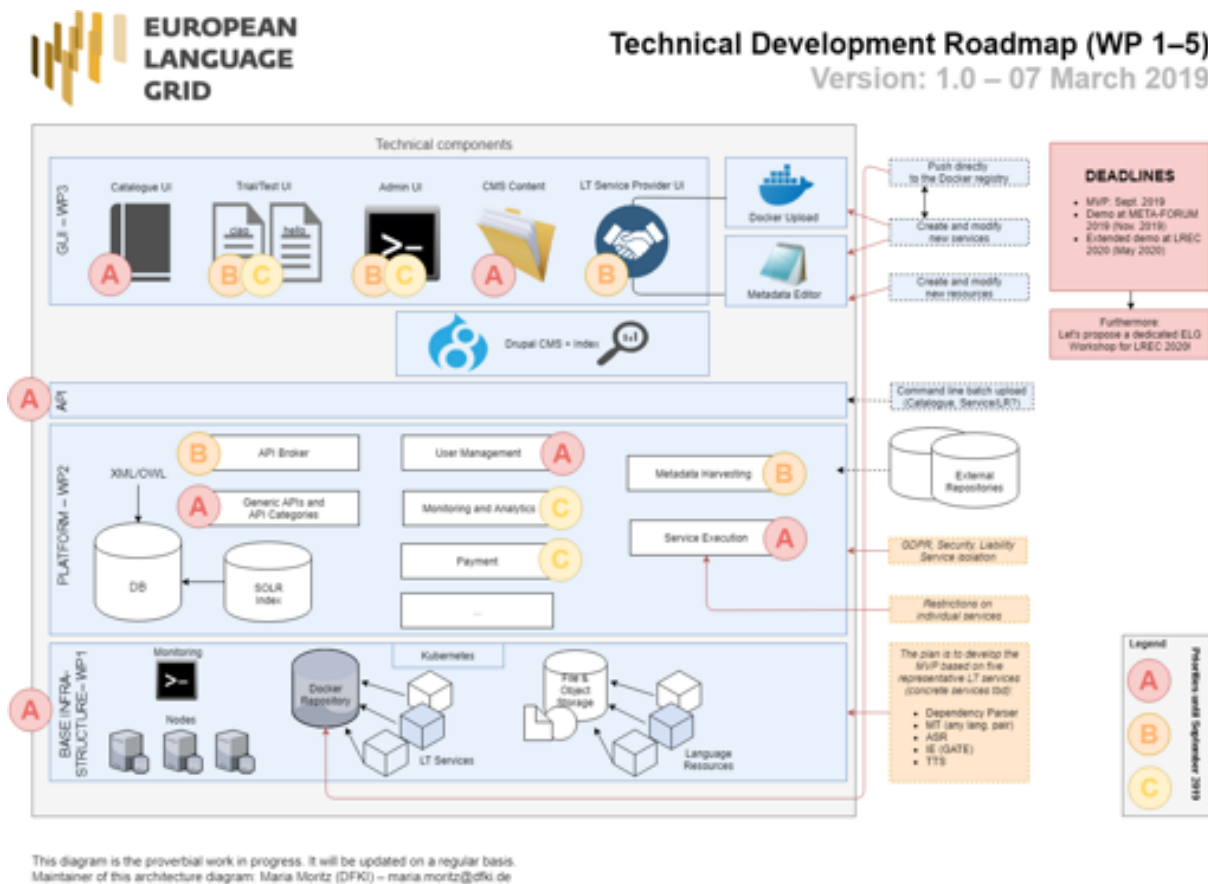 EUROPEAN
LANGUAGE
GRID
Technical Development Roadmap (WP 1–5)
Version: 1.0 – 07 March 2019
Technical components
GUI – WP3
Catalogue UI
Trial/Test UI
Admin UI
CMS Content
LT Service Provider UI
ciao
hello
A
B
C
B
C
A
B
Docker Upload
Metadata Editor
Push directly
to the Docker registry
Create and modify
new services
Create and modify
new resources
DEADLINES
• MVP: Sept. 2019
• Demo at META-FORUM
2019 (Nov. 2019)
• Extended demo at LREC
2020 (May 2020)
Furthermore:
Let's propose a dedicated ELG
Workshop for LREC 2020!
Drupal CMS + Index
A
API
Command line batch upload
(Catalogue, Service/LR?)
PLATFORM – WP2
XML/OWL
DB
SOLR
Index
B
API Broker
A
Generic APIs and
API Categories
User Management
A
Monitoring and Analytics
C
Payment
C
...
Metadata Harvesting
B
Service Execution
A
External
Repositories
GDPR, Security, Liability
Service isolation
Restrictions on
individual services
A
BASE INFRA-
STRUCTURE– WP1
Monitoring
Nodes
Kubernetes
Docker
Repository
LT Services
File &
Object
Storage
Language
Resources
The plan is to develop the
MVP based on five
representative LT services
(concrete services tbd):
• Dependency Parser
• MT (any lang. pair)
• ASR
• IE (GATE)
• TTS
Legend
A
B
C
Priorities until September 2019
This diagram is the proverbial work in progress. It will be updated on a regular basis.
Maintainer of this architecture diagram: Maria Moritz (DFKI) – maria.moritz@dfki.de